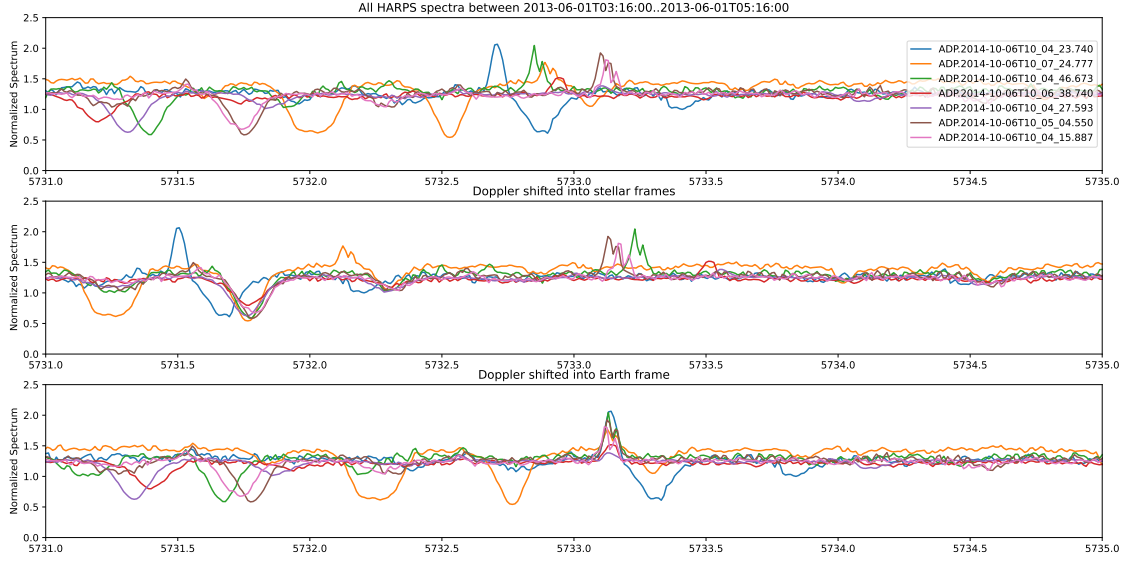 All HARPS spectra between 2013-06-01T03:16:00..2013-06-01T05:16:00
Normalized Spectrum
2.5
2.0
1.5
1.0
0.5
0.0
ADP.2014-10-06T10_04_23.740
ADP.2014-10-06T10_07_24.777
ADP.2014-10-06T10_04_46.673
ADP.2014-10-06T10_06_38.740
ADP.2014-10-06T10_04_27.593
ADP.2014-10-06T10_05_04.550
ADP.2014-10-06T10_04_15.887
5731.0 5731.5 5732.0 5732.5 5733.0 5733.5 5734.0 5734.5 5735.0
Doppler shifted into stellar frames
Normalized Spectrum
2.5
2.0
1.5
1.0
0.5
0.0
5731.0 5731.5 5732.0 5732.5 5733.0 5733.5 5734.0 5734.5 5735.0
Doppler shifted into Earth frame
Normalized Spectrum
2.5
2.0
1.5
1.0
0.5
0.0
5731.0 5731.5 5732.0 5732.5 5733.0 5733.5 5734.0 5734.5 5735.0